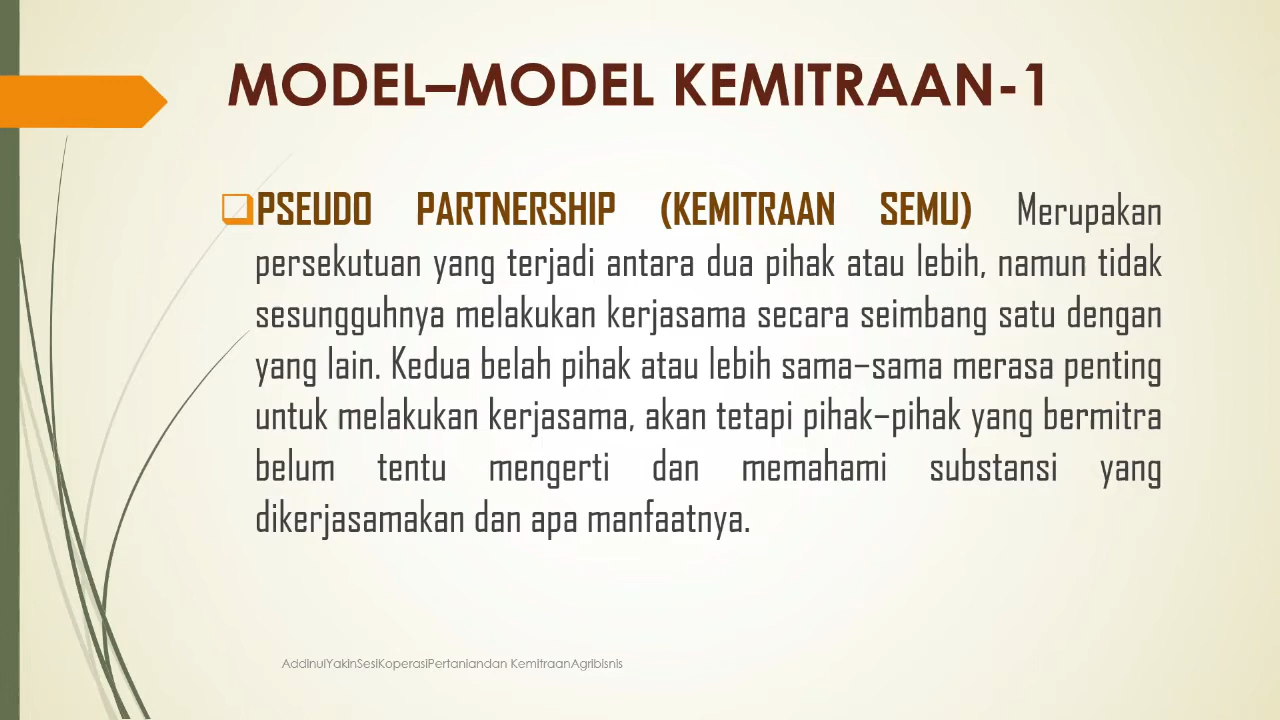 MODEL–MODEL KEMITRAAN-1
PSEUDO PARTNERSHIP (KEMITRAAN SEMU) Merupakan
persekutuan yang terjadi antara dua pihak atau lebih, namun tidak
sesungguhnya melakukan kerjasama secara seimbang satu dengan
yang lain. Kedua belah pihak atau lebih sama–sama merasa penting
untuk melakukan kerjasama, akan tetapi pihak–pihak yang bermitra
belum tentu mengerti dan memahami substansi yang
dikerjasamakan dan apa manfaatnya.
AddinulYakinSesiKoperasiPertaniandan KemitraanAgribisnis